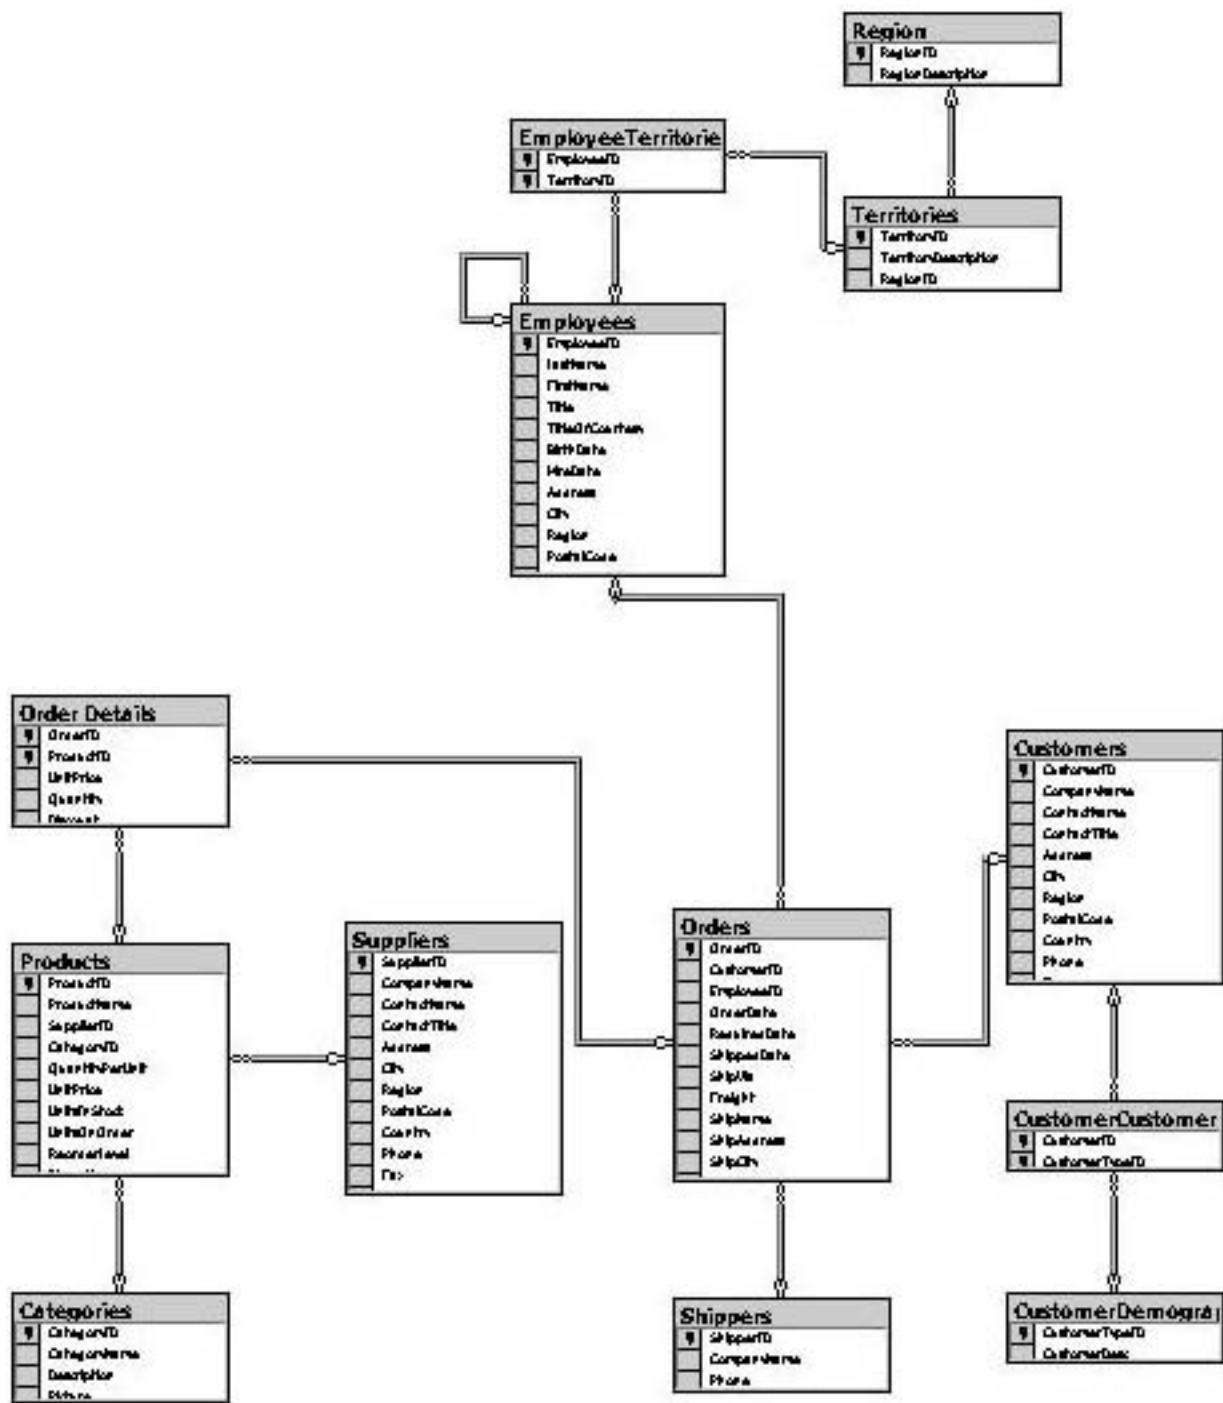 Region
RegionID
RegionDescription
EmployeeTerritorie
EmployeeID
TerritoryID
Territories
TerritoryID
TerritoryDescription
RegionID
Employees
EmployeeID
LastName
FirstName
Title
TitleOfCourtesy
BirthDate
HireDate
Address
City
Region
PostalCode
Order Details
OrderID
ProductID
UnitPrice
Quantity
Discount
Customers
CustomerID
CompanyName
ContactName
ContactTitle
Address
City
Region
PostalCode
Country
Phone
Products
ProductID
ProductName
SupplierID
CategoryID
QuantityPerUnit
UnitPrice
UnitsInStock
UnitsOnOrder
ReorderLevel
Suppliers
SupplierID
CompanyName
ContactName
ContactTitle
Address
City
Region
PostalCode
Country
Phone
Fax
Orders
OrderID
CustomerID
EmployeeID
OrderDate
RequiredDate
ShippedDate
ShipVia
Freight
ShipName
ShipAddress
ShipCity
CustomerCustomer
CustomerID
CustomerTypeID
Categories
CategoryID
CategoryName
Description
Picture
Shippers
ShipperID
CompanyName
Phone
CustomerDemogra
CustomerTypeID
CustomerDesc